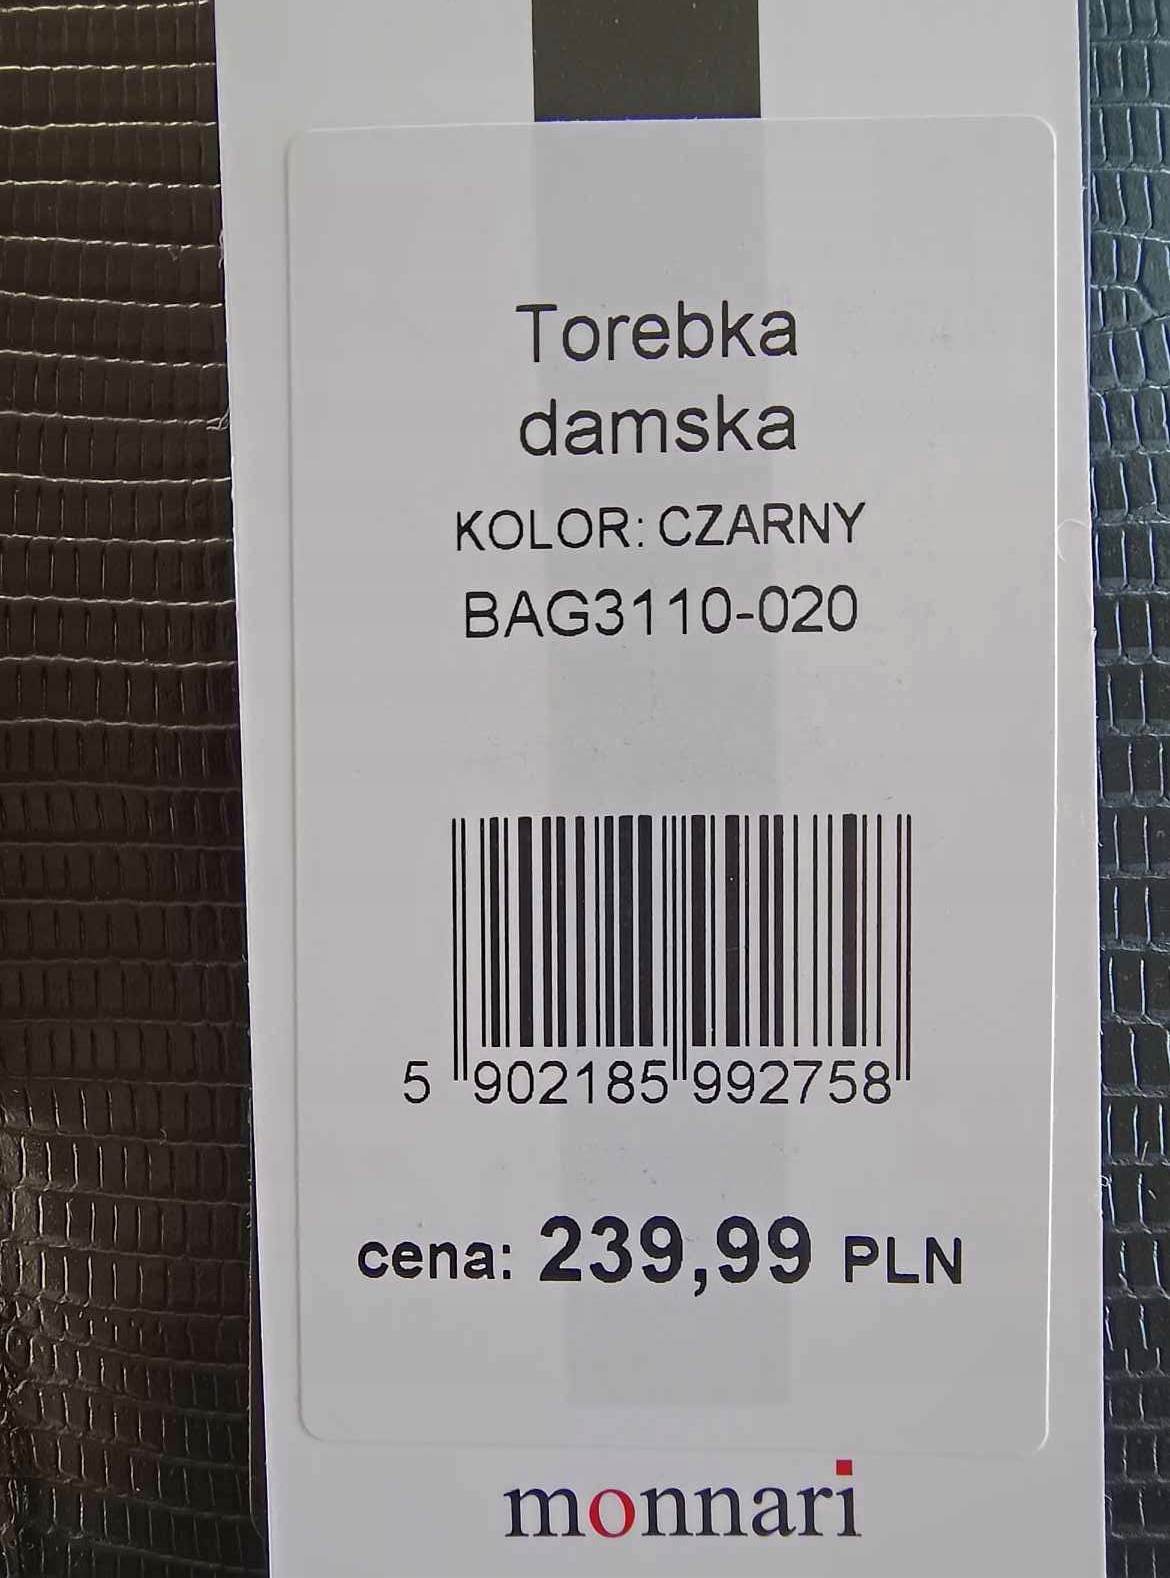 Torebka
damska
KOLOR: CZARNY
BAG3110-020
5 902185 992758
cena: 239,99 PLN
monnari